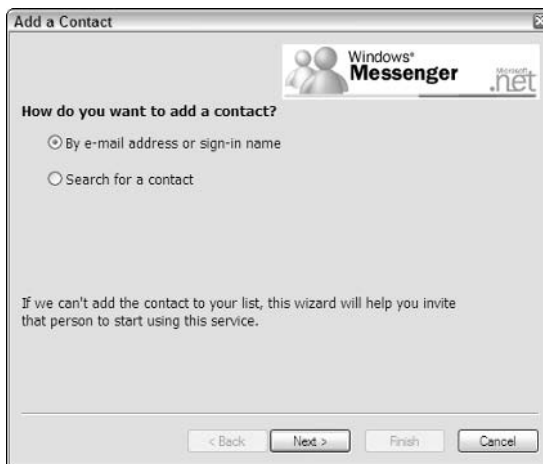 Add a Contact
Windows®
Messenger
Microsoft
.net
How do you want to add a contact?
By e-mail address or sign-in name
Search for a contact
If we can't add the contact to your list, this wizard will help you invite
that person to start using this service.
< Back
Next >
Finish
Cancel